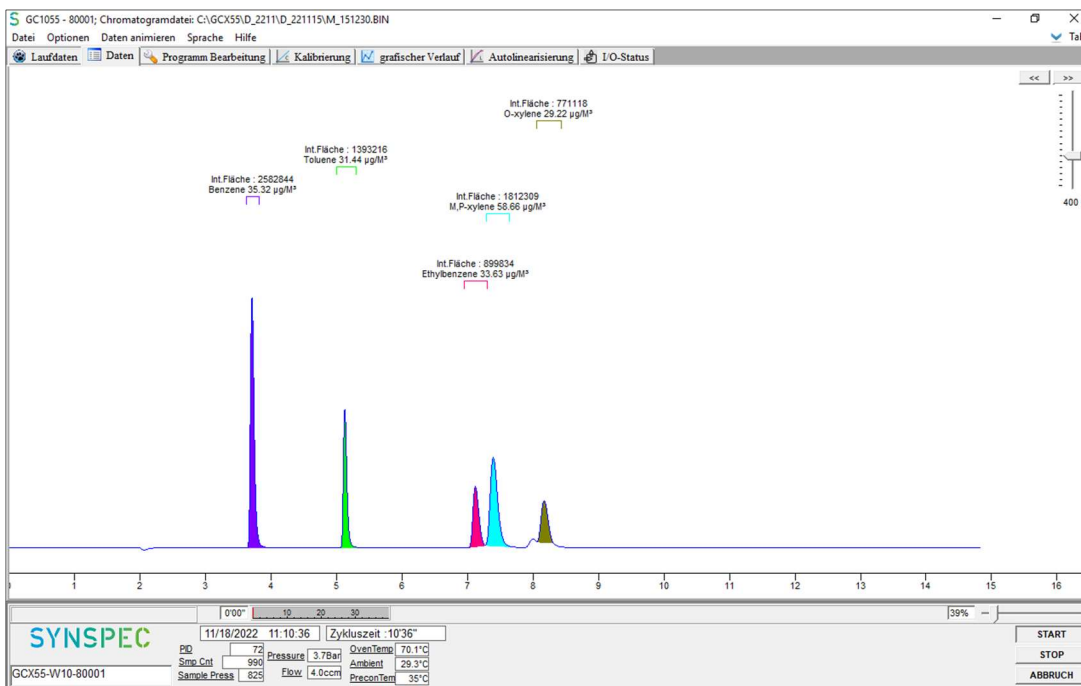 GC1055 - 80001; Chromatogramdatei: C:\GCX55\D_2211\D_221115\M_151230.BIN
Datei Optionen Daten animieren Sprache Hilfe
Tal
Laufdaten Daten Programm Bearbeitung Kalibrierung grafischer Verlauf Autolinearisierung I/O-Status
<< >>
Int.Fläche : 771118
O-xylene 29.22 µg/M³
Int.Fläche : 1393216
Toluene 31.44 µg/M³
Int.Fläche : 2582844
Benzene 35.32 µg/M³
Int.Fläche : 1812309
M,P-xylene 58.66 µg/M³
400
Int.Fläche : 899834
Ethylbenzene 33.63 µg/M³
1 2 3 4 5 6 7 8 9 10 11 12 13 14 15 16
0'00" 10 20 30 39%
SYNSPEC
11/18/2022 11:10:36 Zykluszeit :10'36" START
PID 72 Pressure 3.7Bar OvenTemp 70.1°C
Smp Cnt 990 Flow 4.0ccm Ambient 29.3°C STOP
Sample Press 825 PreconTem 35°C
GCX55-W10-80001 ABBRUCH